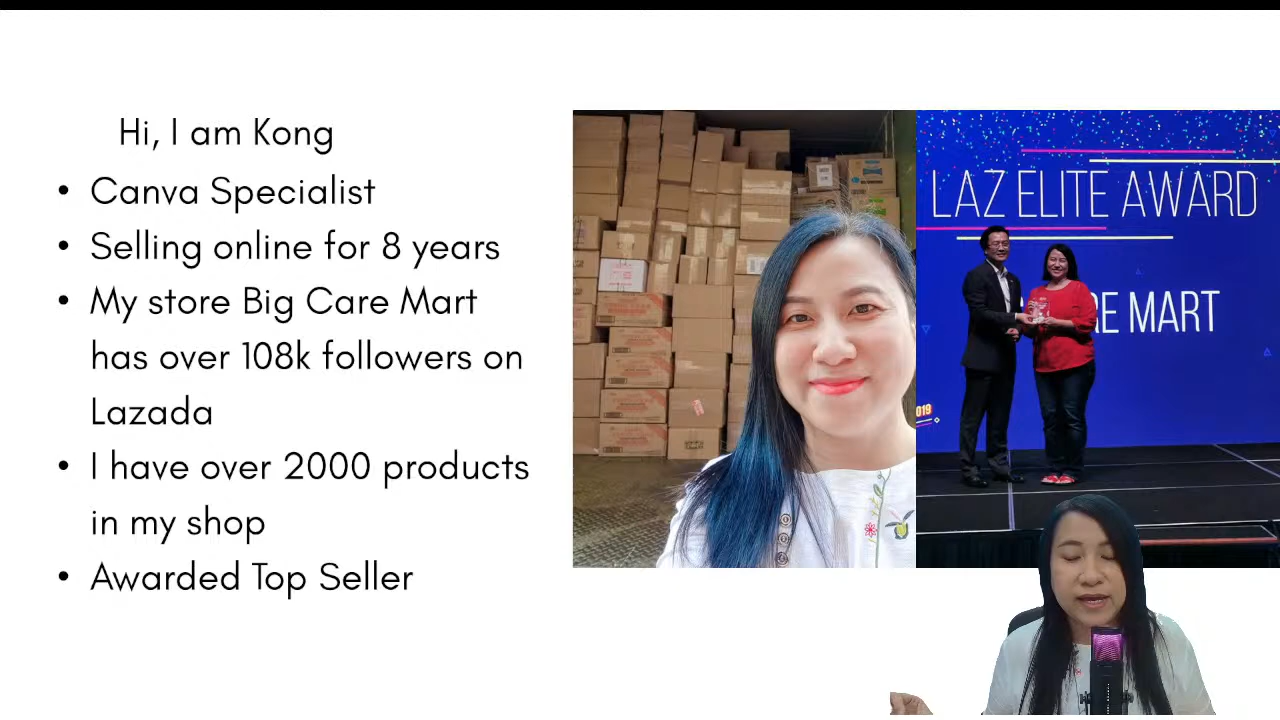 Hi, I am Kong
• Canva Specialist
• Selling online for 8 years
• My store Big Care Mart
has over 108k followers on
Lazada
• I have over 2000 products
in my shop
• Awarded Top Seller
LAZ ELITE AWARD
RE MART
019